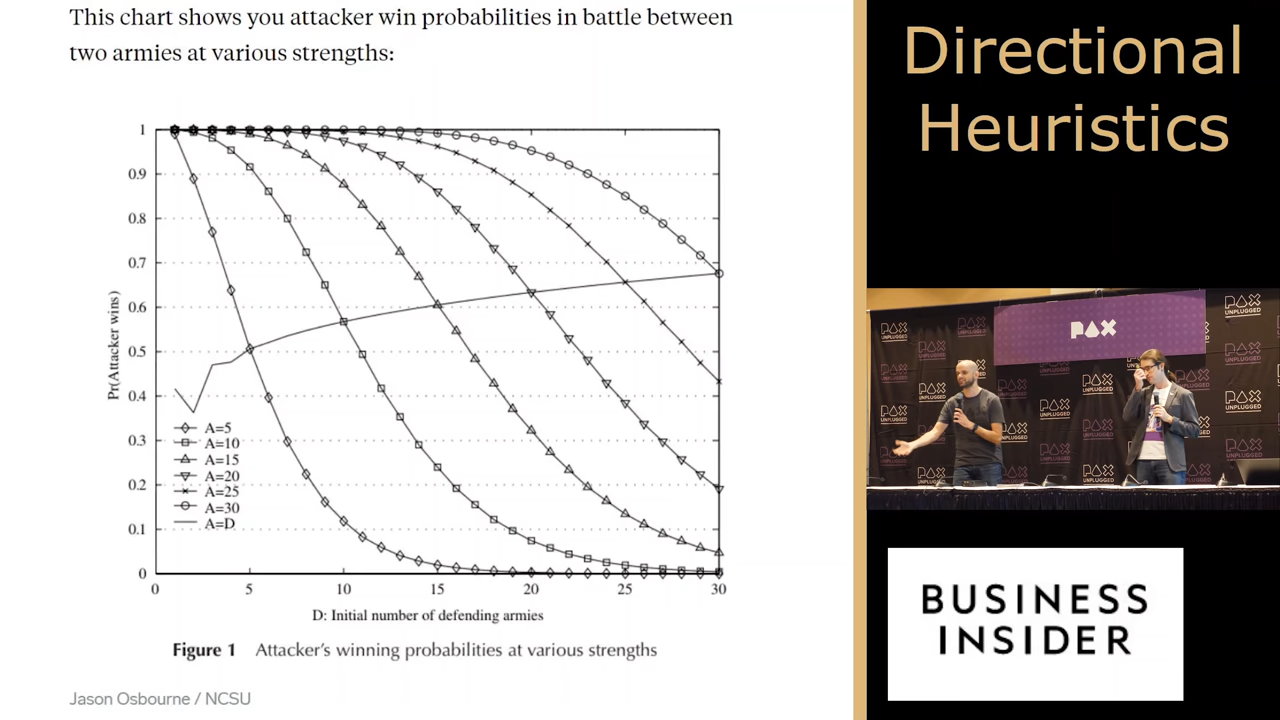 This chart shows you attacker win probabilities in battle between
two armies at various strengths:
1
0.9
0.8
0.7
0.6
0.5
0.4
0.3
0.2
0.1
0
Pr(Attacker wins)
A=5
A=10
A=15
A=20
A=25
A=30
A=D
0 5 10 15 20 25 30
D: Initial number of defending armies
Figure 1 Attacker's winning probabilities at various strengths
Jason Osbourne / NCSU
Directional
Heuristics
PAX
PAX
UNPLUGGED
BUSINESS
INSIDER